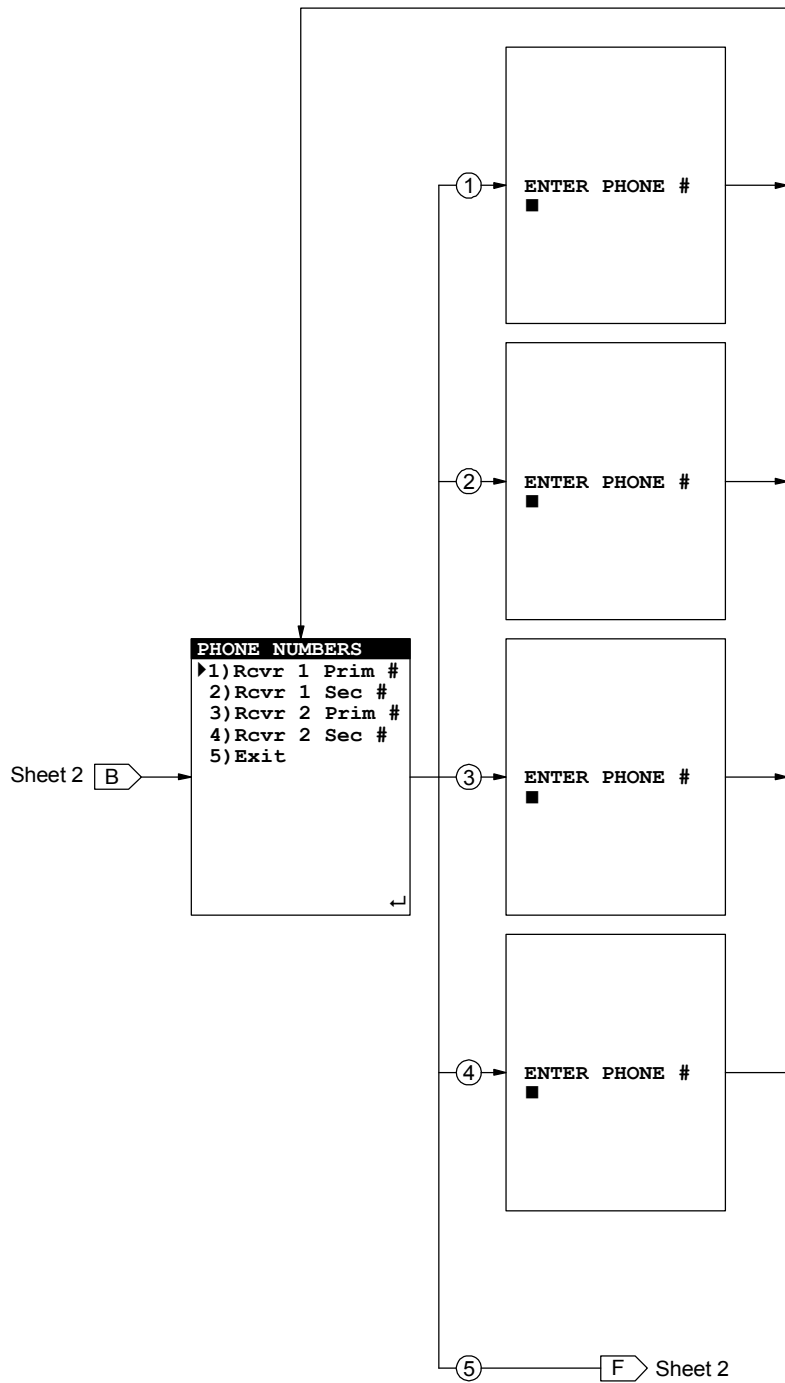 1
ENTER PHONE #
2
ENTER PHONE #
PHONE NUMBERS
1)Rcvr 1 Prim #
2)Rcvr 1 Sec #
3)Rcvr 2 Prim #
4)Rcvr 2 Sec #
5)Exit
Sheet 2 B
3
ENTER PHONE #
4
ENTER PHONE #
5
F Sheet 2